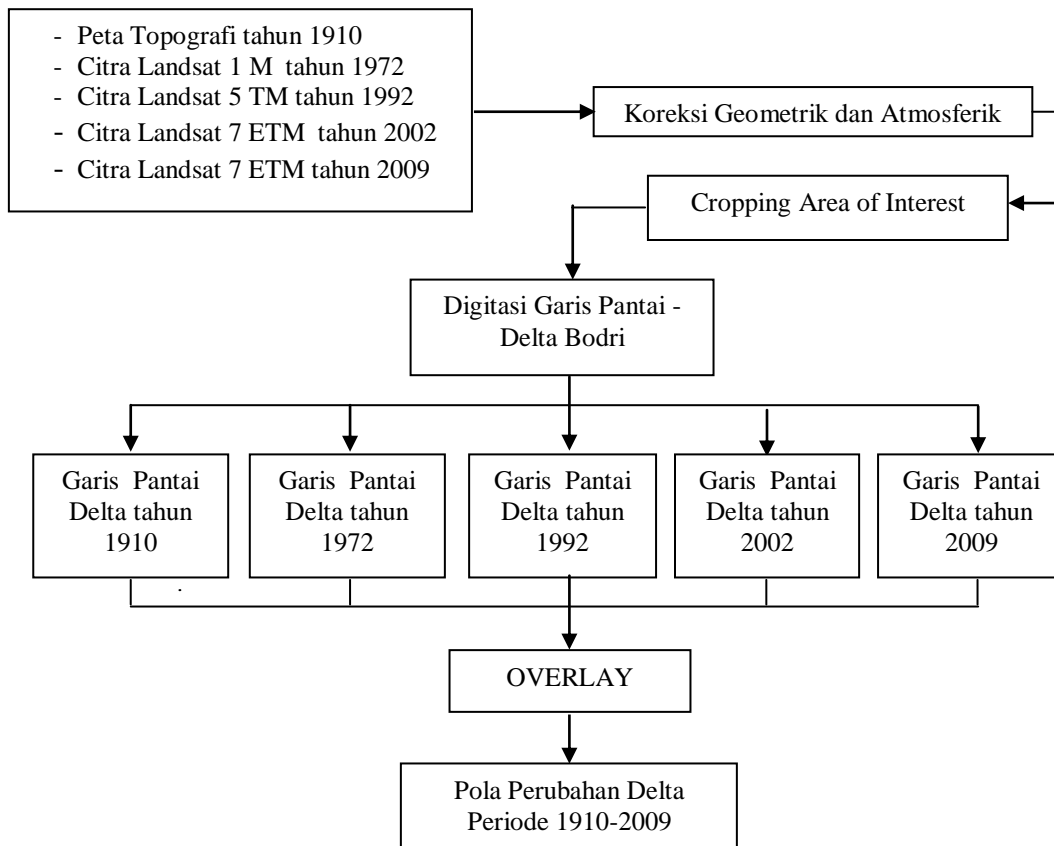 - Peta Topografi tahun 1910
- Citra Landsat 1 M tahun 1972
- Citra Landsat 5 TM tahun 1992
- Citra Landsat 7 ETM tahun 2002
- Citra Landsat 7 ETM tahun 2009
Koreksi Geometrik dan Atmosferik
Cropping Area of Interest
Digitasi Garis Pantai -
Delta Bodri
Garis Pantai
Delta tahun
1910
Garis Pantai
Delta tahun
1972
Garis Pantai
Delta tahun
1992
Garis Pantai
Delta tahun
2002
Garis Pantai
Delta tahun
2009
OVERLAY
Pola Perubahan Delta
Periode 1910-2009